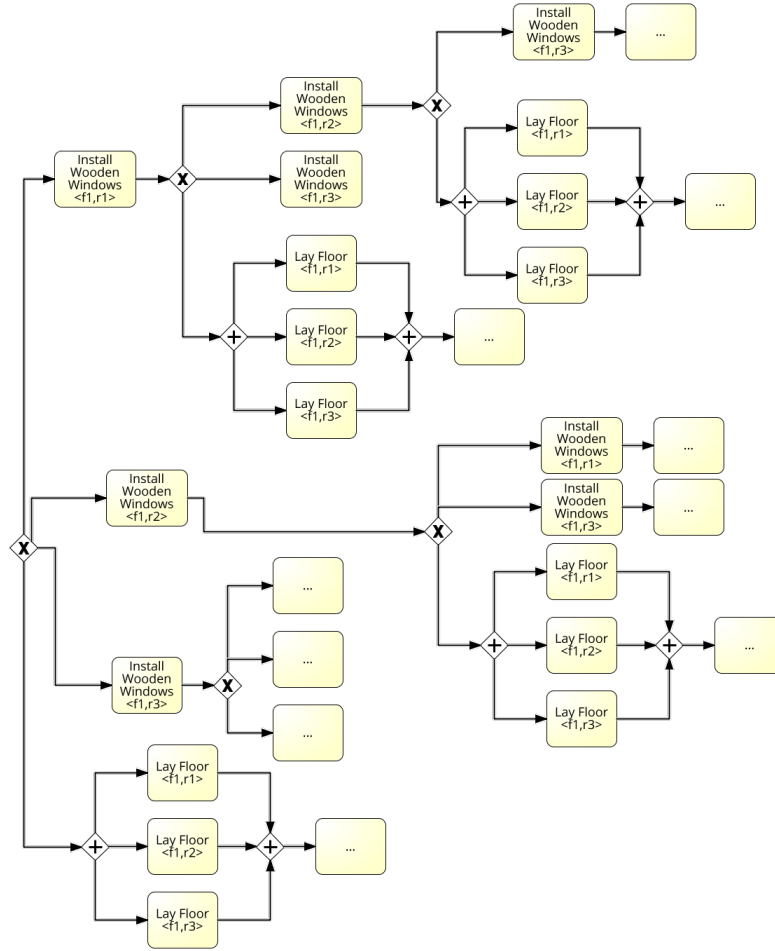 Install
Wooden
Windows
<f1,r3>
...
Install
Wooden
Windows
<f1,r2>
X
Lay Floor
<f1,r1>
Install
Wooden
Windows
<f1,r1>
X
Install
Wooden
Windows
<f1,r3>
+
Lay Floor
<f1,r2>
+
...
Lay Floor
<f1,r1>
Lay Floor
<f1,r3>
+
Lay Floor
<f1,r2>
+
...
Lay Floor
<f1,r3>
Install
Wooden
Windows
<f1,r1>
...
Install
Wooden
Windows
<f1,r2>
Install
Wooden
Windows
<f1,r3>
...
X
X
Lay Floor
<f1,r1>
...
+
Lay Floor
<f1,r2>
+
...
Install
Wooden
Windows
<f1,r3>
X
...
...
Lay Floor
<f1,r3>
Lay Floor
<f1,r1>
+
Lay Floor
<f1,r2>
+
...
Lay Floor
<f1,r3>